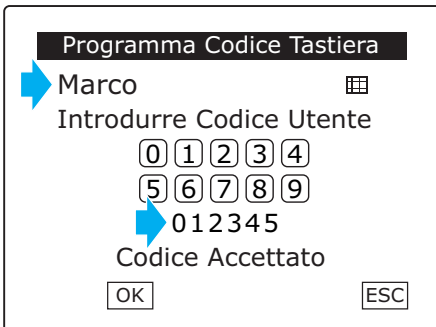 Programma Codice Tastiera
Marco
Introdurre Codice Utente
0 1 2 3 4
5 6 7 8 9
012345
Codice Accettato
OK ESC